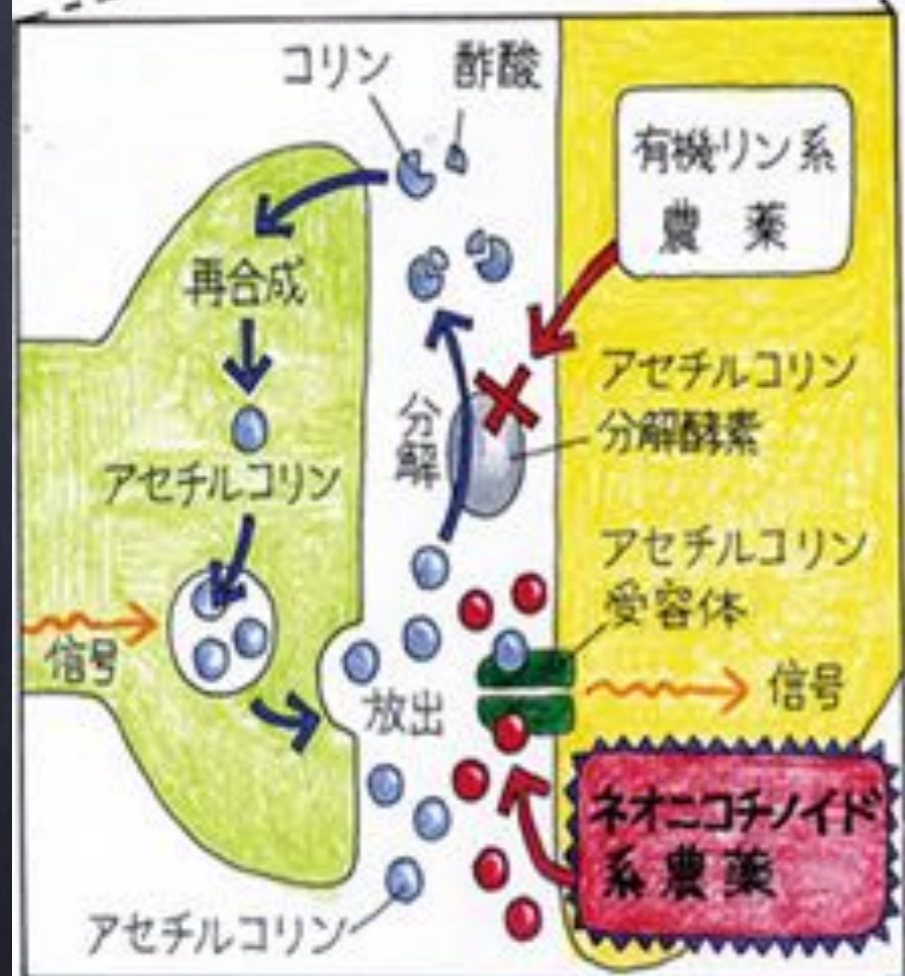 コリン
酢酸
有機リン系
農薬
再合成
アセチルコリン
分解酵素
分解
アセチルコリン
アセチルコリン
受容体
信号
放出
信号
ネオニコチノイド
系農薬
アセチルコリン